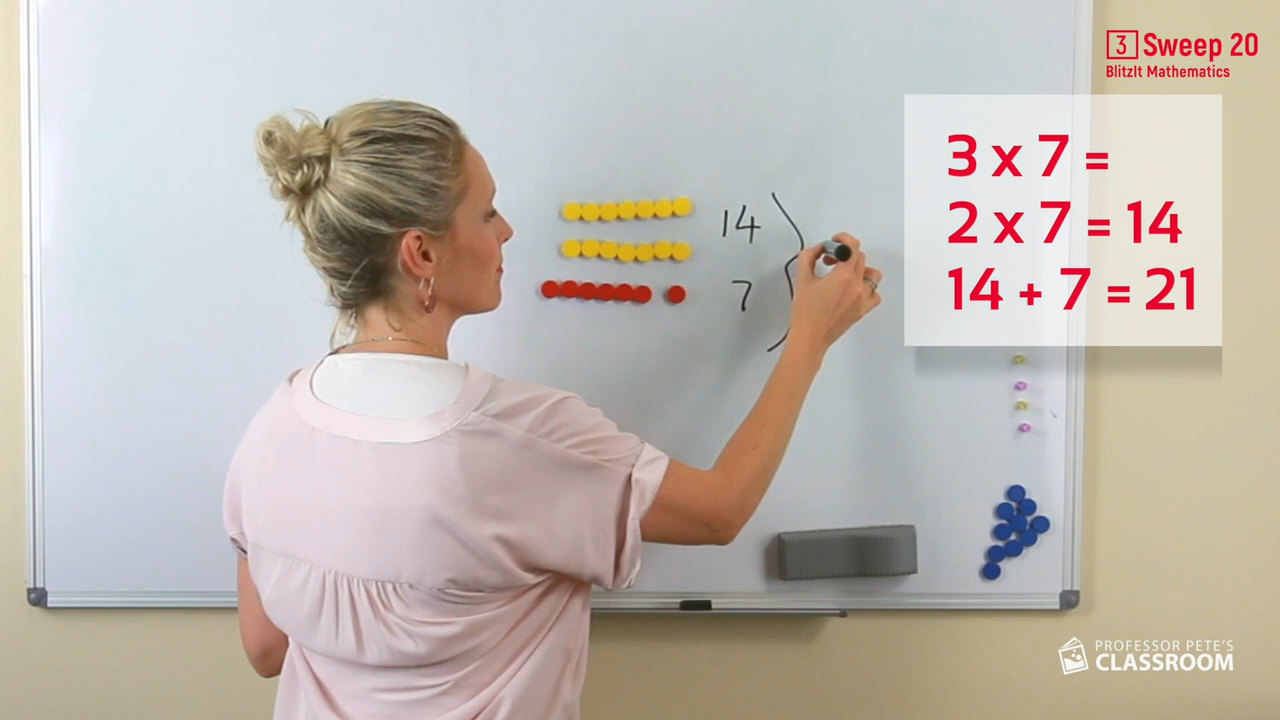 3 Sweep 20
BlitzIt Mathematics
3 x 7 =
2 x 7 = 14
14 + 7 = 21
14
7
PROFESSOR PETE'S
CLASSROOM